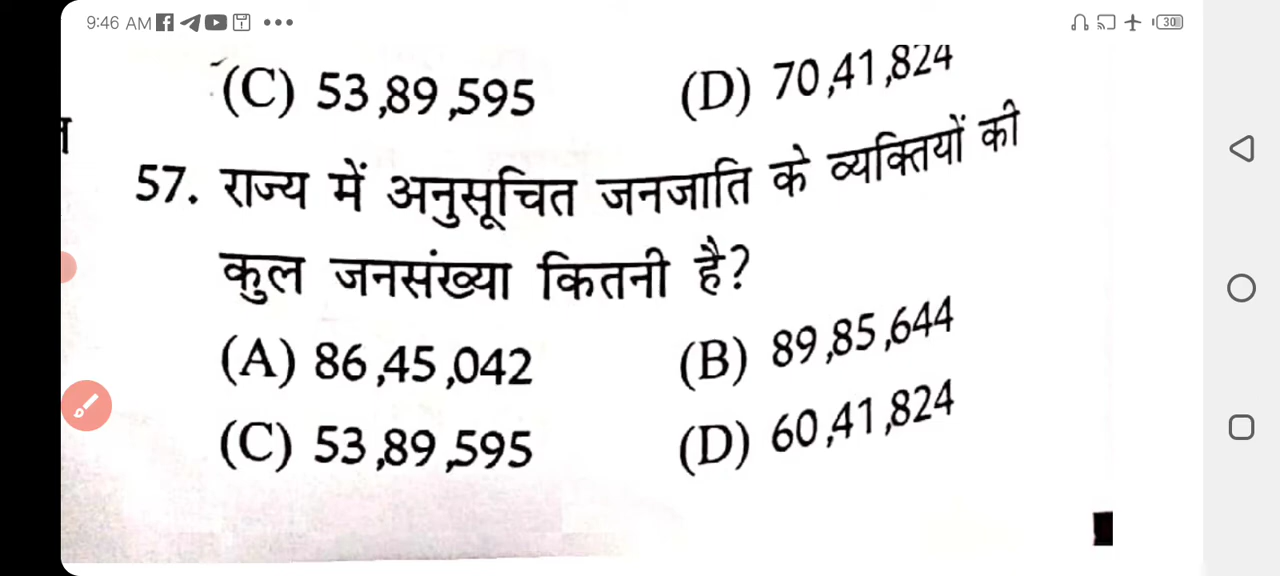 9:46 AM
30
(C) 53,89,595 (D) 70,41,824
57. राज्य में अनुसूचित जनजाति के व्यक्तियों की
कुल जनसंख्या कितनी है?
(A) 86,45,042 (B) 89,85,644
(C) 53,89,595 (D) 60,41,824